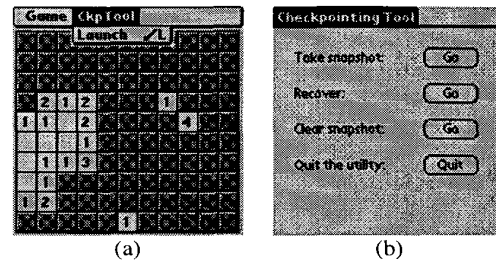 Game CkpTool
Launch ✓L
2 1 2 1
1 1 2 4
1
1 1 3
1
1 2
1
(a)
Checkpointing Tool
Take snapshot: Go
Recover: Go
Clear snapshot: Go
Quit the utility: Quit
(b)